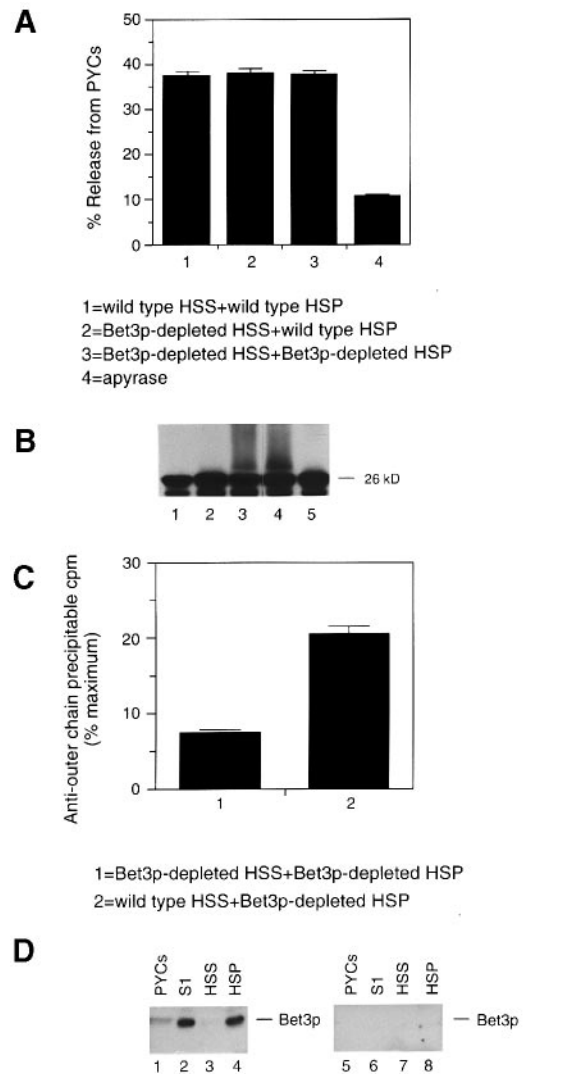 A
% Release from PYCs
50
40
30
20
10
0
1 2 3 4
1=wild type HSS+wild type HSP
2=Bet3p-depleted HSS+wild type HSP
3=Bet3p-depleted HSS+Bet3p-depleted HSP
4=apyrase
B
26 kD
1 2 3 4 5
C
Anti-outer chain precipitable cpm
(% maximum)
30
20
10
0
1 2
1=Bet3p-depleted HSS+Bet3p-depleted HSP
2=wild type HSS+Bet3p-depleted HSP
D
PYCs S1 HSS HSP
Bet3p
1 2 3 4
PYCs S1 HSS HSP
Bet3p
5 6 7 8